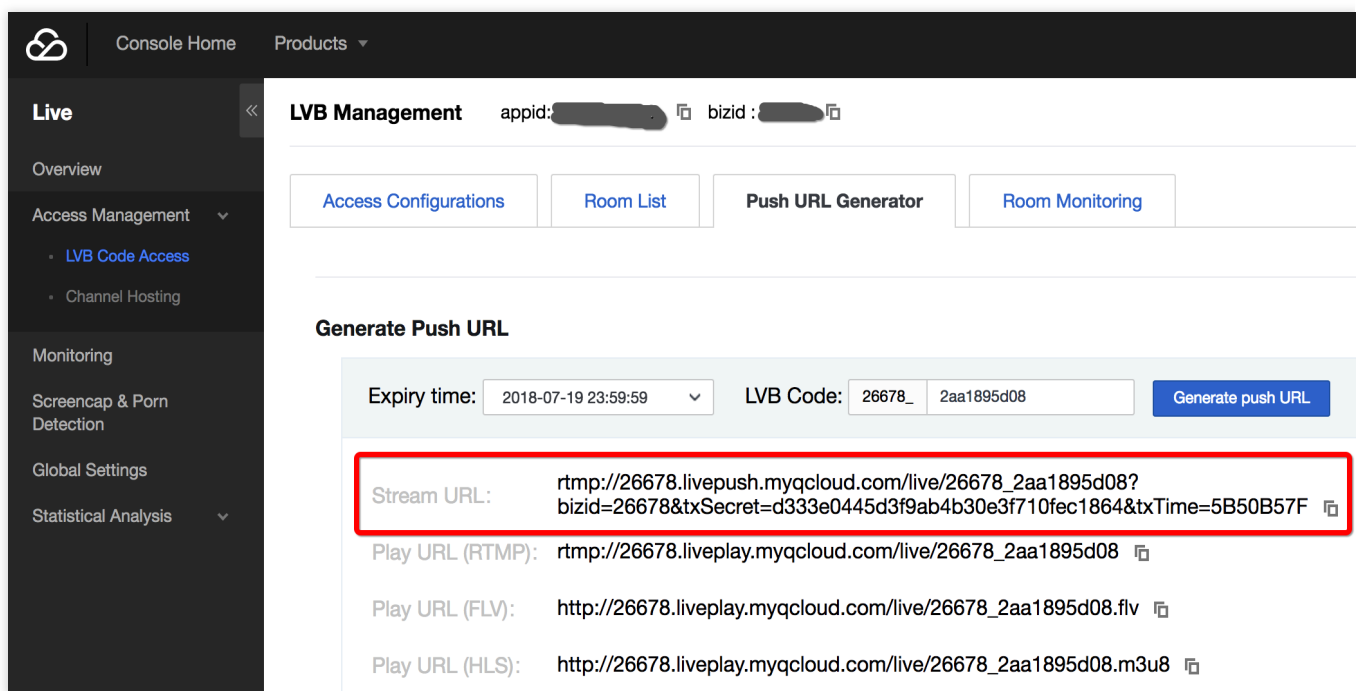 Console Home Products
Live
LVB Management appid: bizid :
Overview
Access Management
LVB Code Access
Channel Hosting
Monitoring
Screencap & Porn
Detection
Global Settings
Statistical Analysis
Access Configurations Room List Push URL Generator Room Monitoring
Generate Push URL
Expiry time: 2018-07-19 23:59:59 LVB Code: 26678_ 2aa1895d08 Generate push URL
Stream URL: rtmp://26678.livepush.myqcloud.com/live/26678_2aa1895d08?
bizid=26678&txSecret=d333e0445d3f9ab4b30e3f710fec1864&txTime=5B50B57F
Play URL (RTMP): rtmp://26678.liveplay.myqcloud.com/live/26678_2aa1895d08
Play URL (FLV): http://26678.liveplay.myqcloud.com/live/26678_2aa1895d08.flv
Play URL (HLS): http://26678.liveplay.myqcloud.com/live/26678_2aa1895d08.m3u8